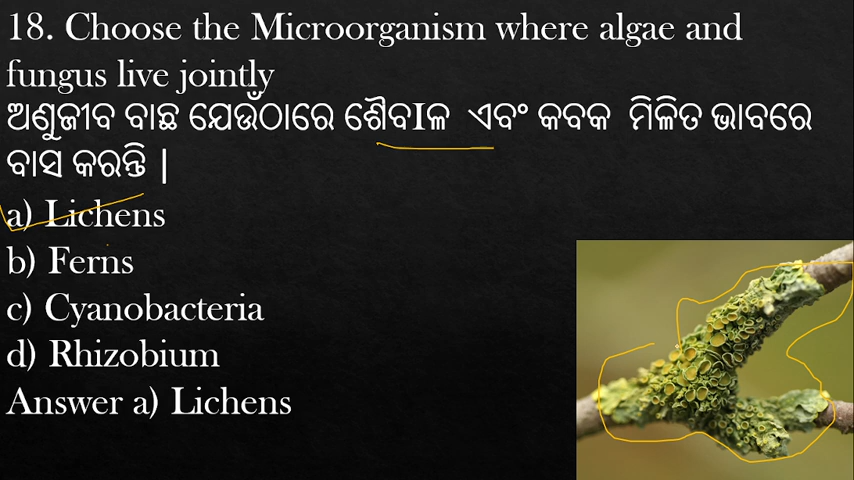 18. Choose the Microorganism where algae and
fungus live jointly
ଅଣୁଜୀବ ବାଛ ଯେଉଁଠାରେ ଶୈବIଳ ଏବଂ କବକ ମିଳିତ ଭାବରେ
ବାସ କରନ୍ତି |
a) Lichens
b) Ferns
c) Cyanobacteria
d) Rhizobium
Answer a) Lichens